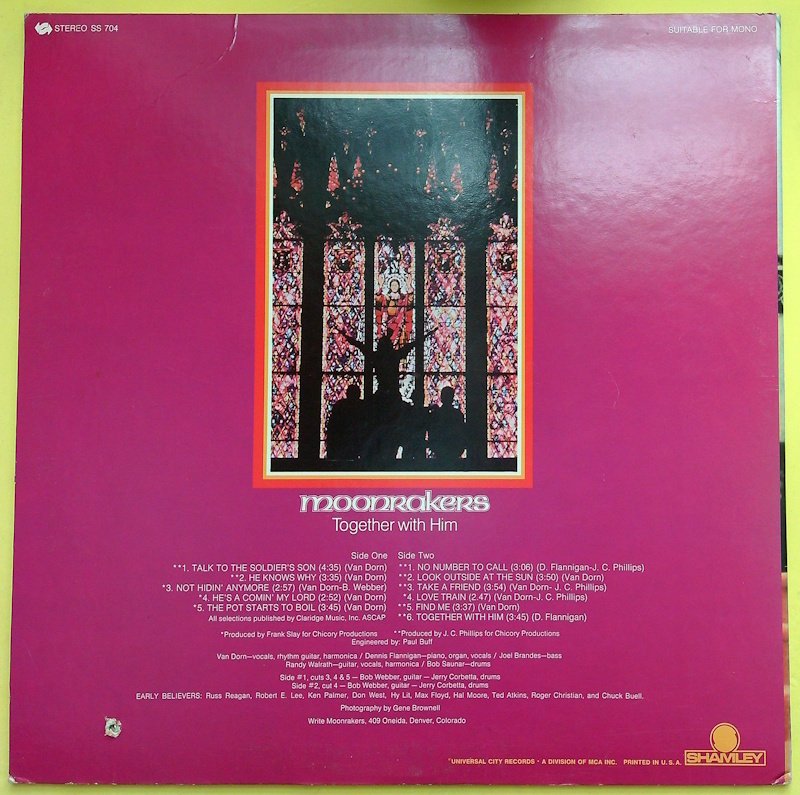 STEREO SS 704
SUITABLE FOR MONO
moonrakers
Together with Him
Side One
**1. TALK TO THE SOLDIER'S SON (4:35) (Van Dorn)
**2. HE KNOWS WHY (3:35) (Van Dorn)
*3. NOT HIDIN' ANYMORE (2:57) (Van Dorn-B. Webber)
*4. HE'S A COMIN' MY LORD (2:52) (Van Dorn)
*5. THE POT STARTS TO BOIL (3:45) (Van Dorn)
All selections published by Claridge Music, Inc. ASCAP
Side Two
**1. NO NUMBER TO CALL (3:06) (D. Flannigan-J. C. Phillips)
**2. LOOK OUTSIDE AT THE SUN (3:50) (Van Dorn)
**3. TAKE A FRIEND (3:54) (Van Dorn- J. C. Phillips)
*4. LOVE TRAIN (2:47) (Van Dorn-J. C. Phillips)
**5. FIND ME (3:37) (Van Dorn)
**6. TOGETHER WITH HIM (3:45) (D. Flannigan)
*Produced by Frank Slay for Chicory Productions **Produced by J. C. Phillips for Chicory Productions
Engineered by: Paul Buff
Van Dorn—vocals, rhythm guitar, harmonica / Dennis Flannigan—piano, organ, vocals / Joel Brandes—bass
Randy Walrath—guitar, vocals, harmonica / Bob Saunar—drums
Side #1, cuts 3, 4 & 5 — Bob Webber, guitar — Jerry Corbetta, drums
Side #2, cut 4 — Bob Webber, guitar — Jerry Corbetta, drums.
EARLY BELIEVERS: Russ Reagan, Robert E. Lee, Ken Palmer, Don West, Hy Lit, Max Floyd, Hal Moore, Ted Atkins, Roger Christian, and Chuck Buell.
Photography by Gene Brownell
Write Moonrakers, 409 Oneida, Denver, Colorado
UNIVERSAL CITY RECORDS • A DIVISION OF MCA INC. PRINTED IN U.S.A.
SHAMLEY